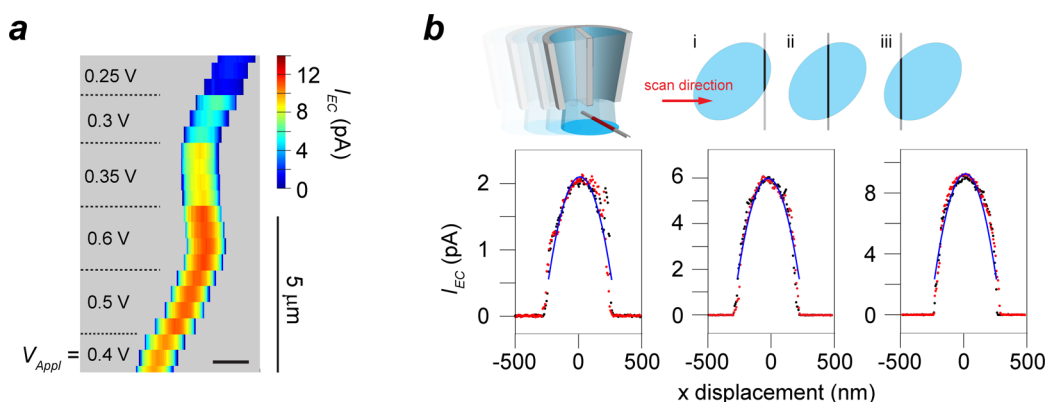 a
0.25 V
0.3 V
0.35 V
0.6 V
0.5 V
V_Appl = 0.4 V
12
8
4
0
I_EC (pA)
5 μm
b
i
ii
iii
scan direction
I_EC (pA)
2
1
0
-500 0 500
6
4
2
0
-500 0 500
8
4
0
-500 0 500
x displacement (nm)